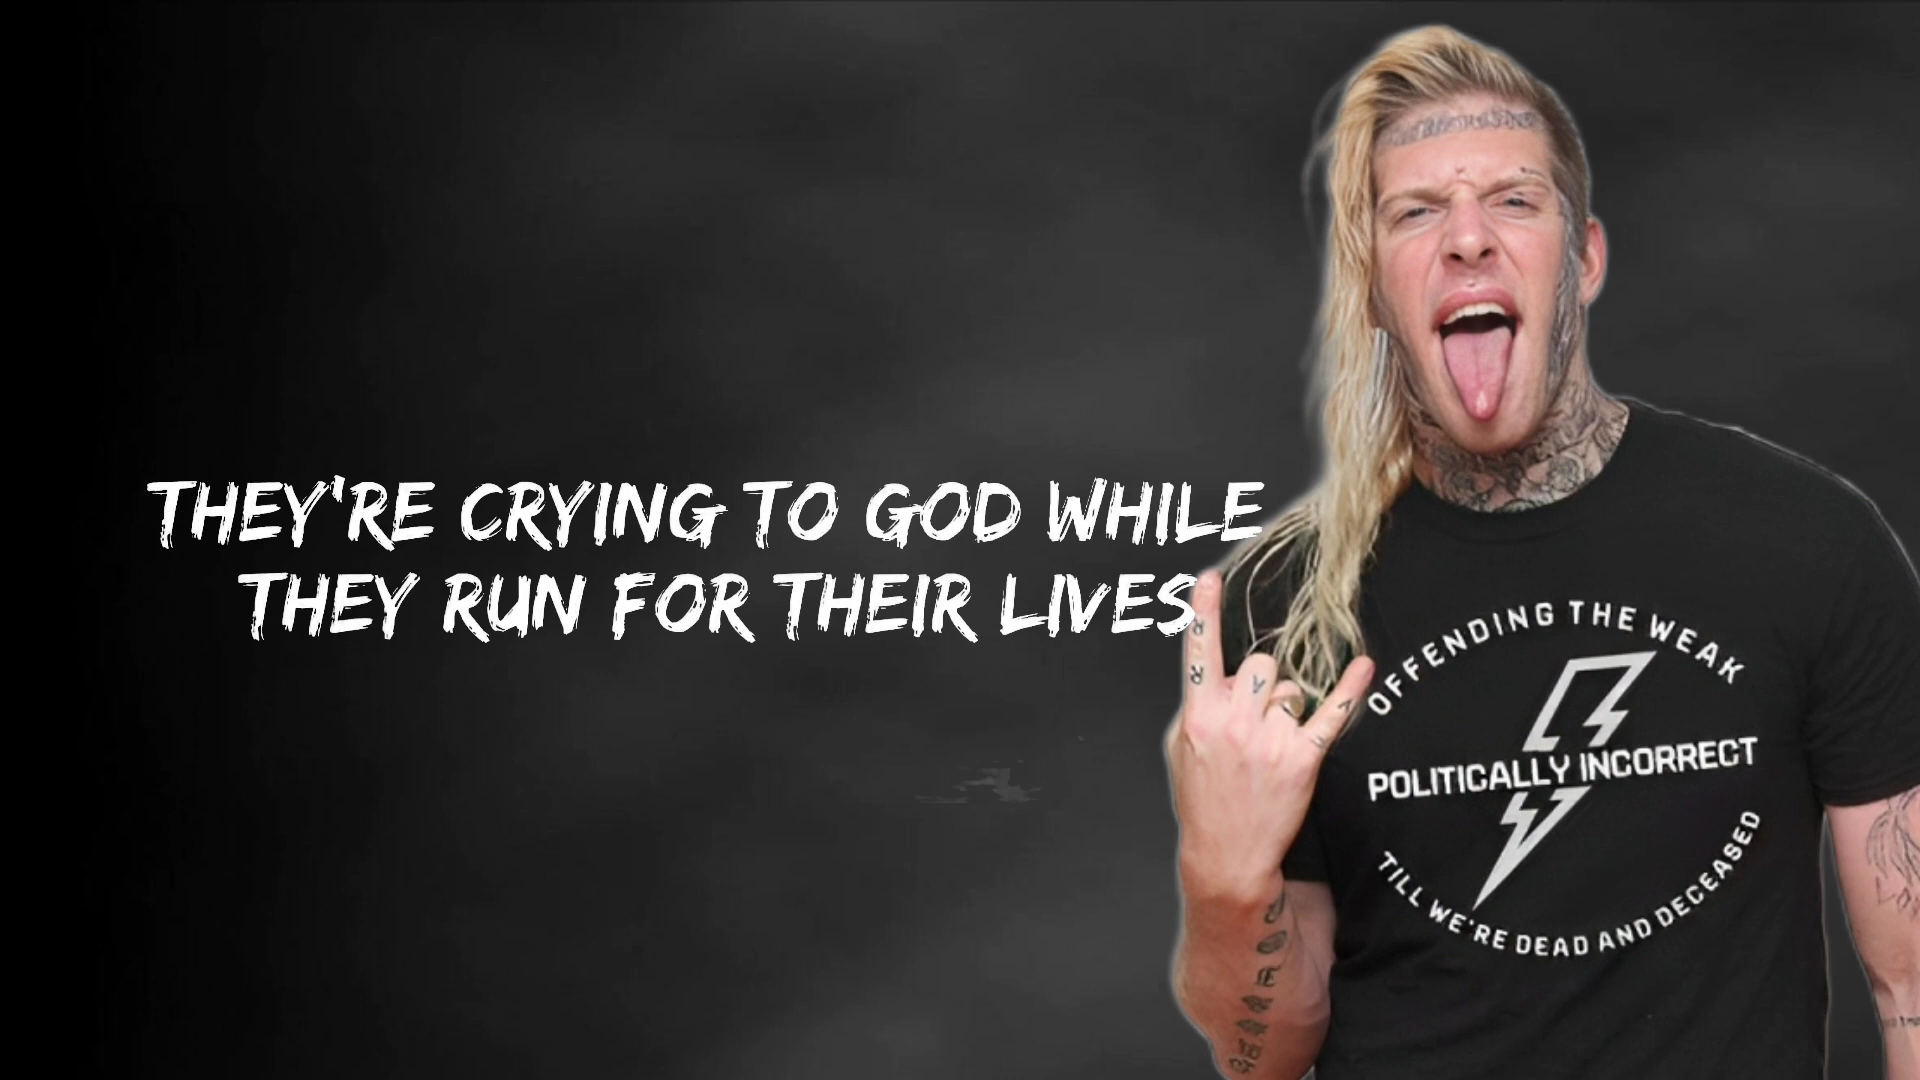 THEY'RE CRYING TO GOD WHILE
THEY RUN FOR THEIR LIVES
OFFENDING THE WEAK
POLITICALLY INCORRECT
TILL WE'RE DEAD AND DECEASED